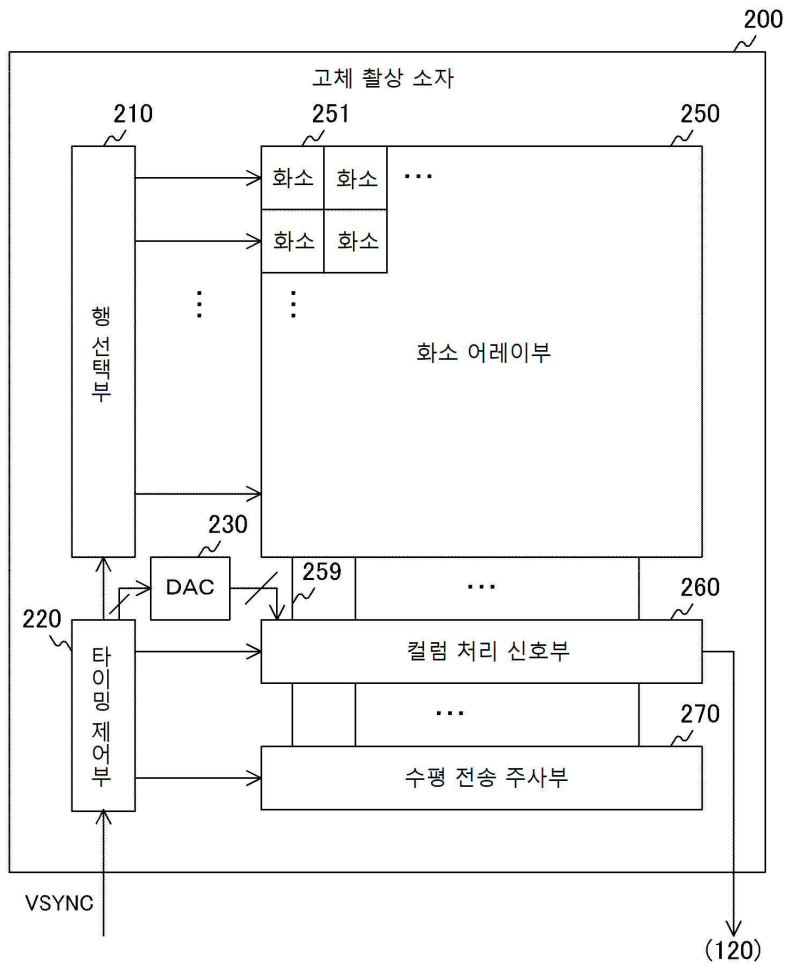 200
고체 촬상 소자
210
251
250
화소 화소 ...
화소 화소
행 선택부
화소 어레이부
230
DAC
259
...
260
220
타이밍 제어부
컬럼 처리 신호부
...
270
수평 전송 주사부
VSYNC
(120)